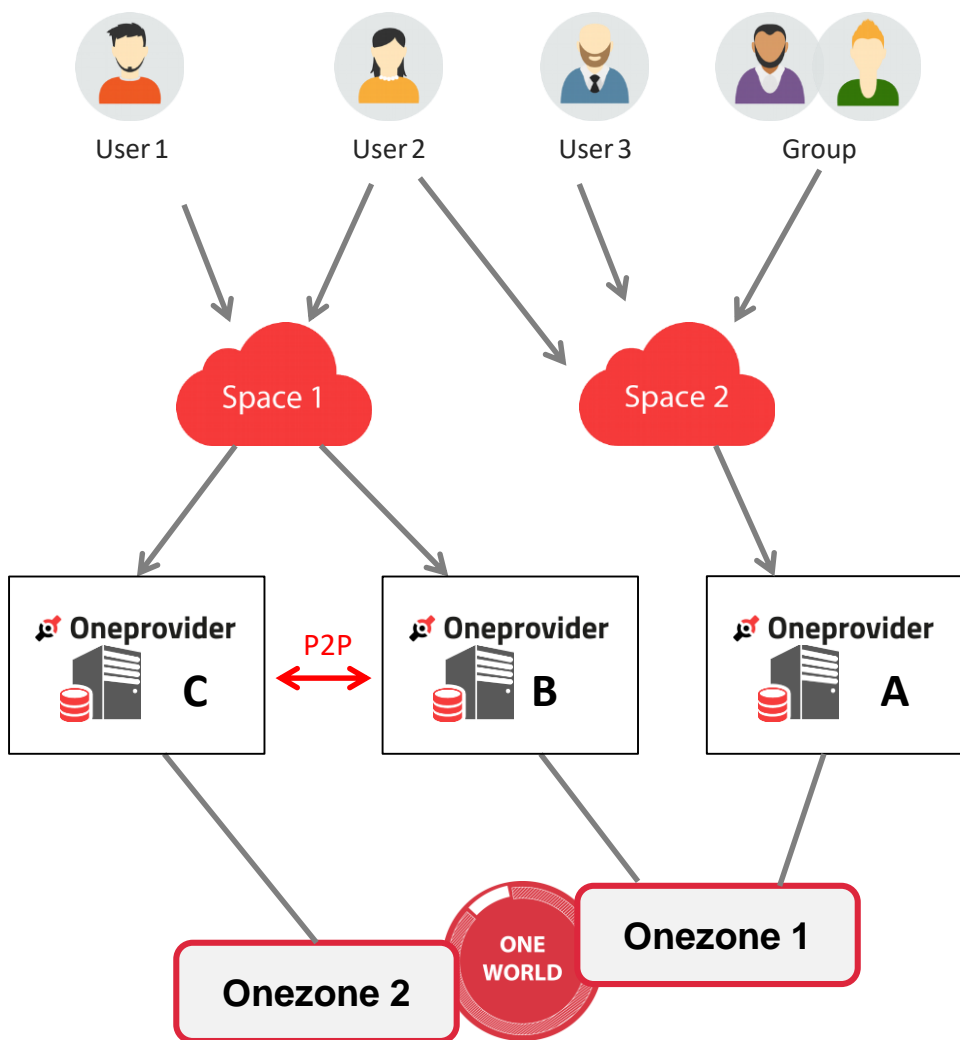 User 1
User 2
User 3
Group
Space 1
Space 2
Oneprovider
C
P2P
Oneprovider
B
Oneprovider
A
Onezone 1
ONE
WORLD
Onezone 2